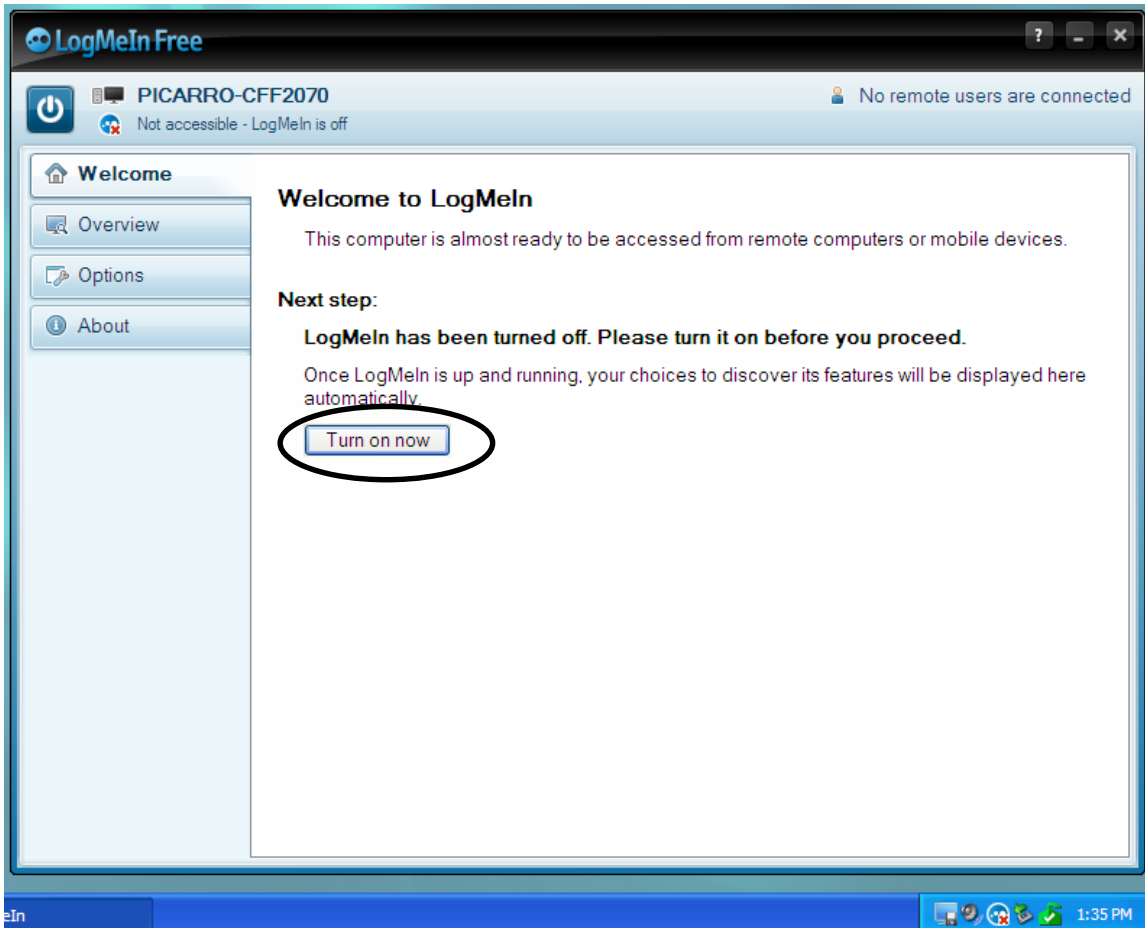 LogMeIn Free
? - x
PICARRO-CFF2070
No remote users are connected
Not accessible - LogMeIn is off
Welcome
Overview
Options
About
Welcome to LogMeIn
This computer is almost ready to be accessed from remote computers or mobile devices.
Next step:
LogMeIn has been turned off. Please turn it on before you proceed.
Once LogMeIn is up and running, your choices to discover its features will be displayed here
automatically.
Turn on now
eIn
1:35 PM